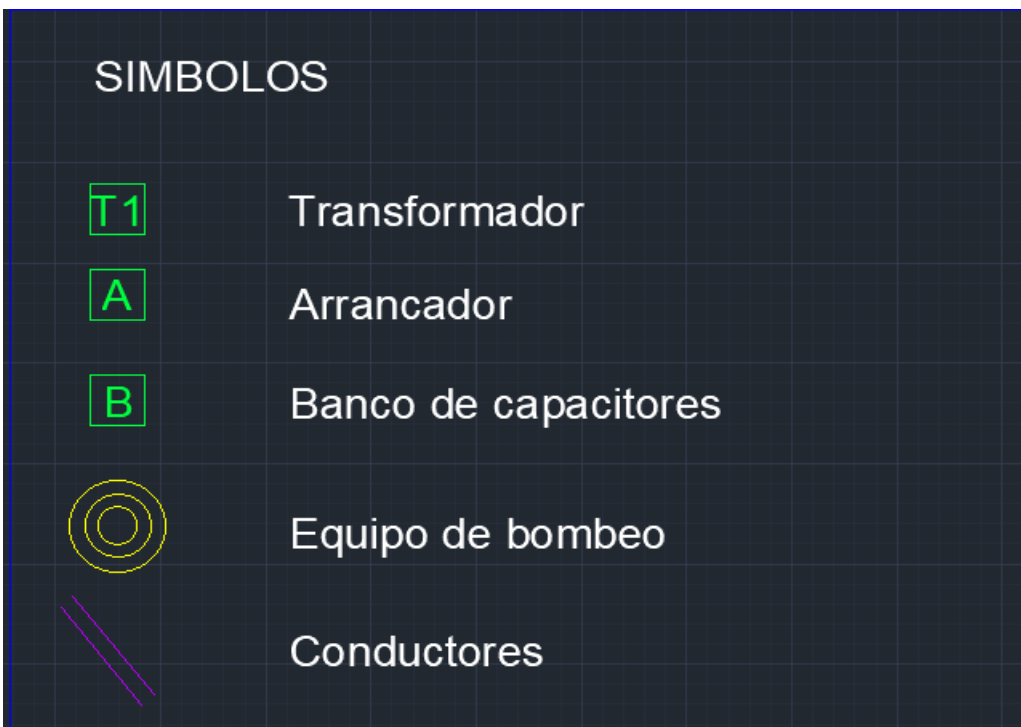 SIMBOLOS
T1 Transformador
A Arrancador
B Banco de capacitores
Equipo de bombeo
Conductores